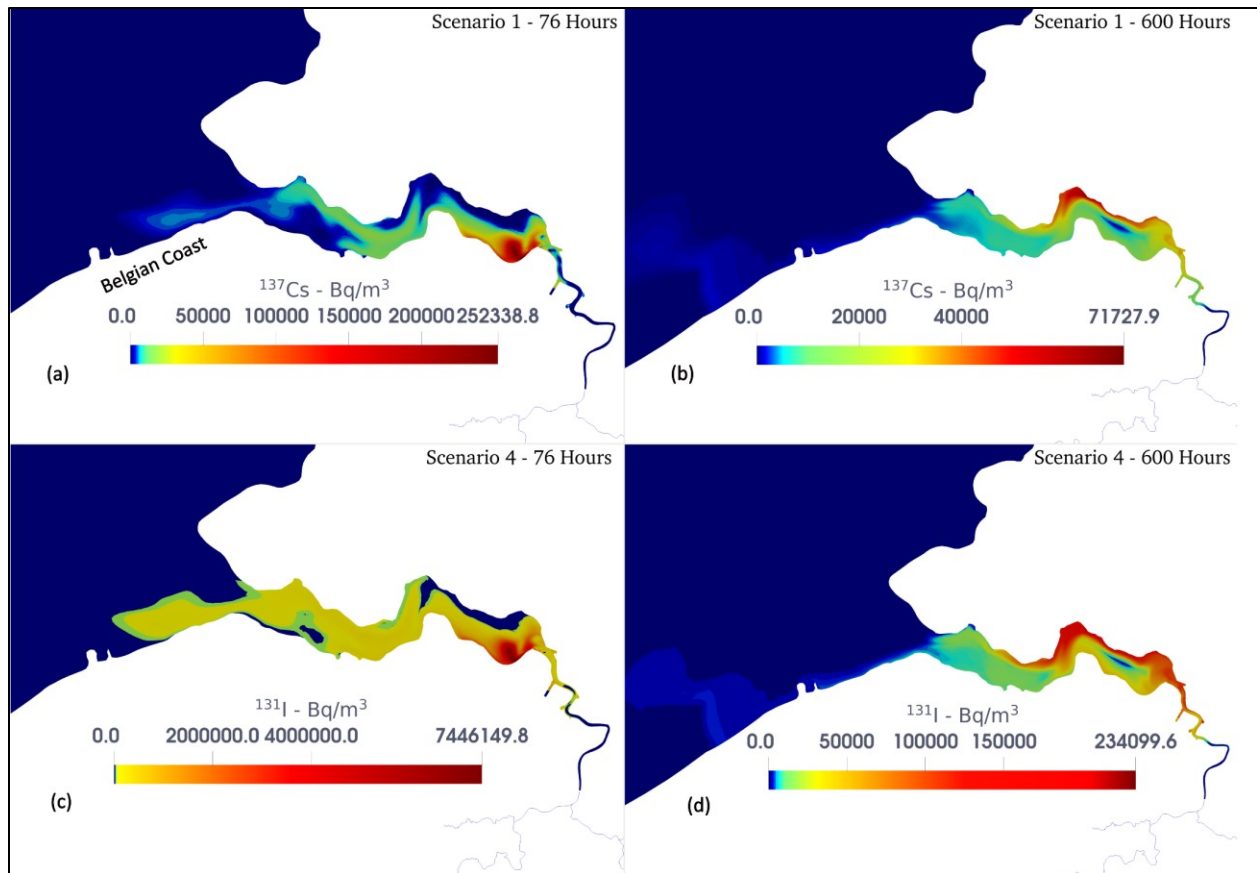 Scenario 1 - 76 Hours
Belgian Coast
¹³⁷Cs - Bq/m³
0.0 50000 100000 150000 200000 252338.8
(a)
Scenario 1 - 600 Hours
¹³⁷Cs - Bq/m³
0.0 20000 40000 71727.9
(b)
Scenario 4 - 76 Hours
¹³¹I - Bq/m³
0.0 2000000.0 4000000.0 7446149.8
(c)
Scenario 4 - 600 Hours
¹³¹I - Bq/m³
0.0 50000 100000 150000 234099.6
(d)